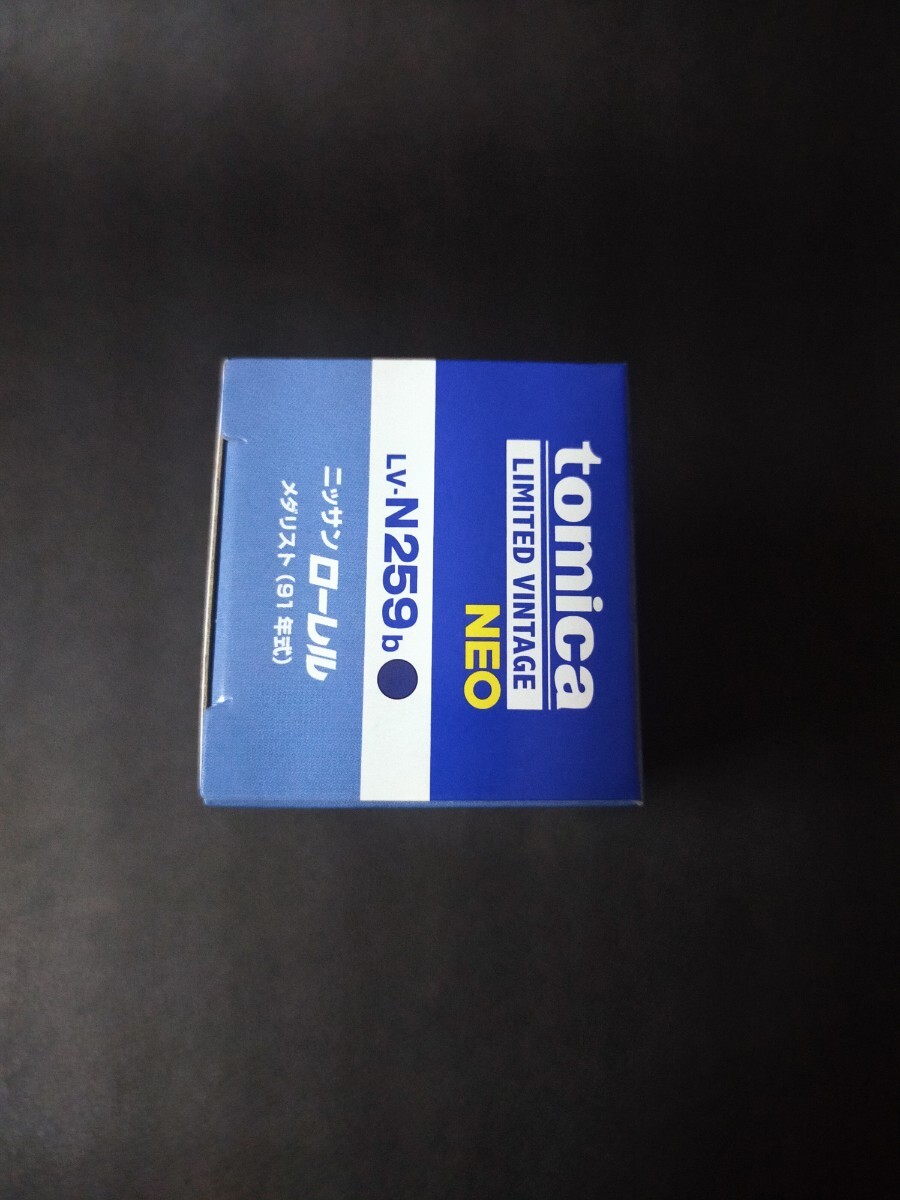 tomica
LIMITED VINTAGE
NEO
LV-N259b
ニッサン ローレル
メダリスト (91年式)